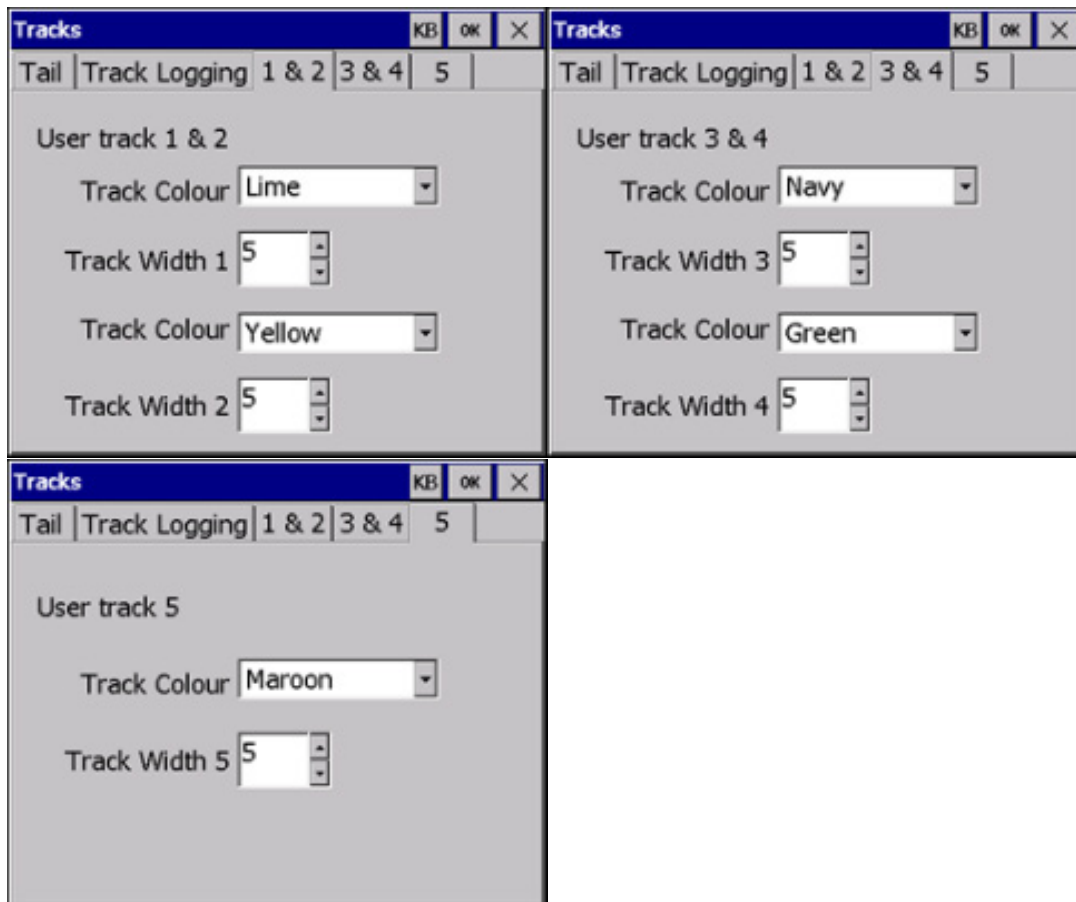 Tracks KB OK ×
Tail Track Logging 1 & 2 3 & 4 5
User track 1 & 2
Track Colour Lime
Track Width 1 5
Track Colour Yellow
Track Width 2 5
Tracks KB OK ×
Tail Track Logging 1 & 2 3 & 4 5
User track 3 & 4
Track Colour Navy
Track Width 3 5
Track Colour Green
Track Width 4 5
Tracks KB OK ×
Tail Track Logging 1 & 2 3 & 4 5
User track 5
Track Colour Maroon
Track Width 5 5